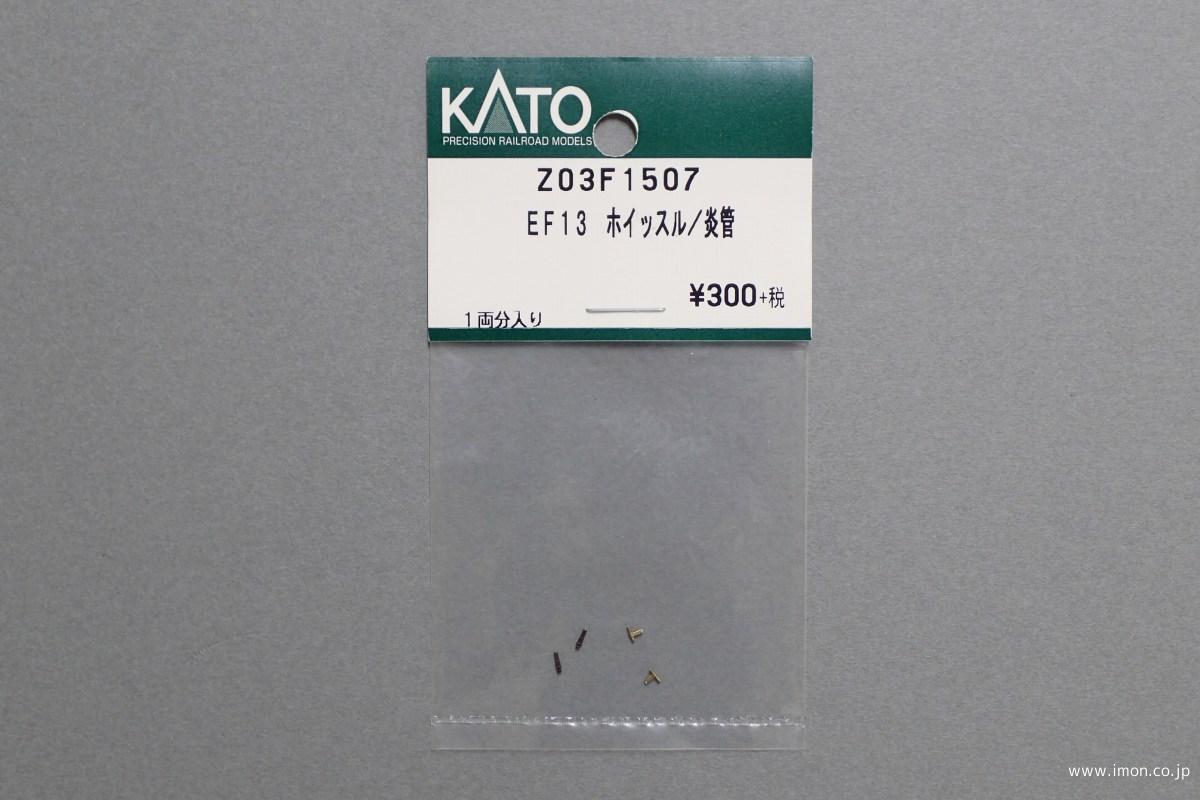 KATO
PRECISION RAILROAD MODELS
Z03F1507
EF13 ホイッスル/炎管
¥300+税
1両分入り
www.imon.co.jp